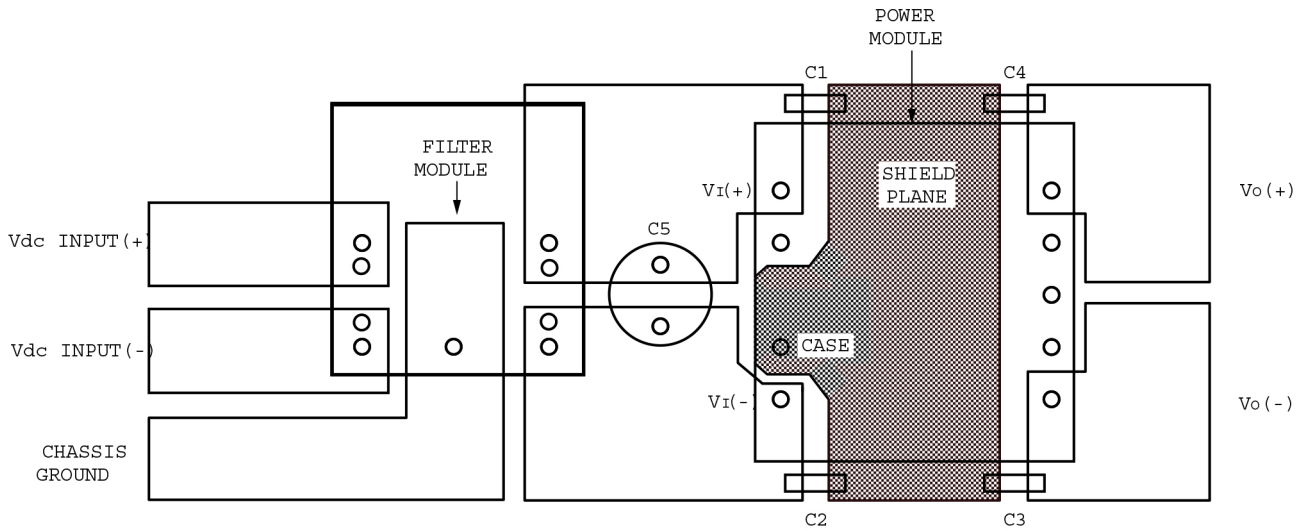 POWER
MODULE
C1
C4
FILTER
MODULE
SHIELD
PLANE
VI(+)
VO(+)
C5
Vdc INPUT(+)
Vdc INPUT(-)
CASE
VI(-)
VO(-)
CHASSIS
GROUND
C2
C3